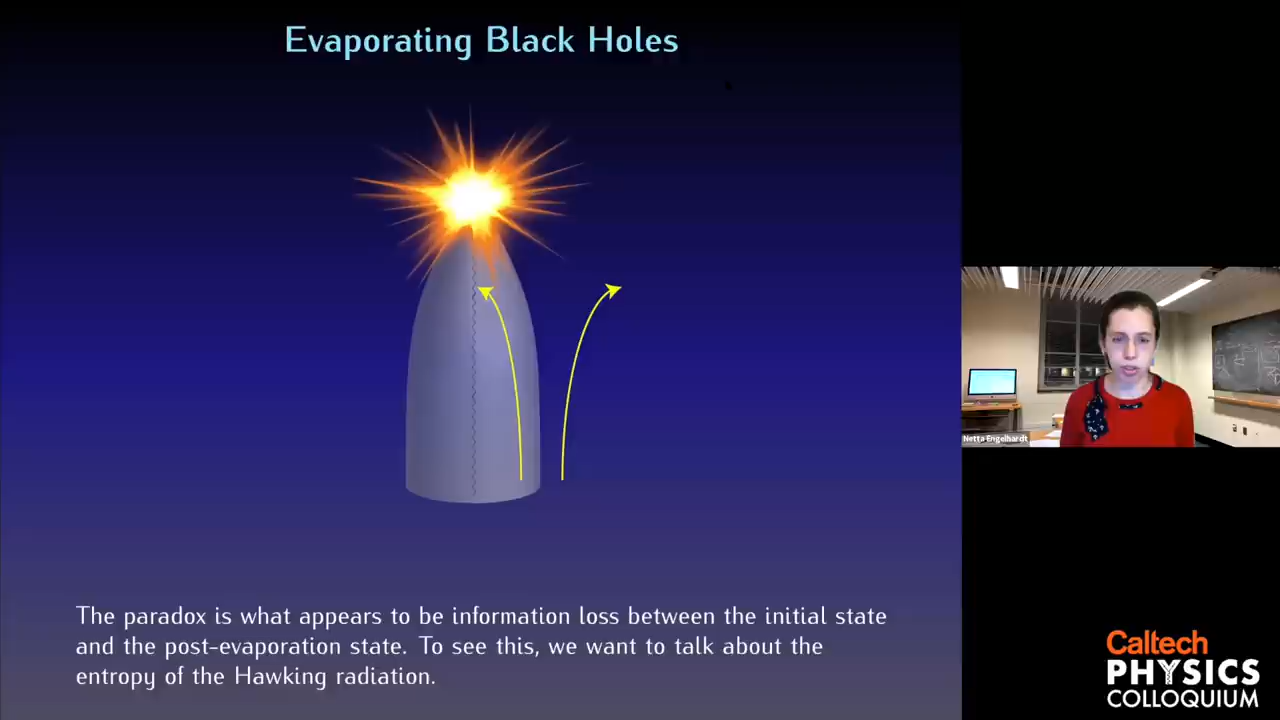 Evaporating Black Holes
The paradox is what appears to be information loss between the initial state
and the post-evaporation state. To see this, we want to talk about the
entropy of the Hawking radiation.
Netta Engelhardt
Caltech
PHYSICS
COLLOQUIUM